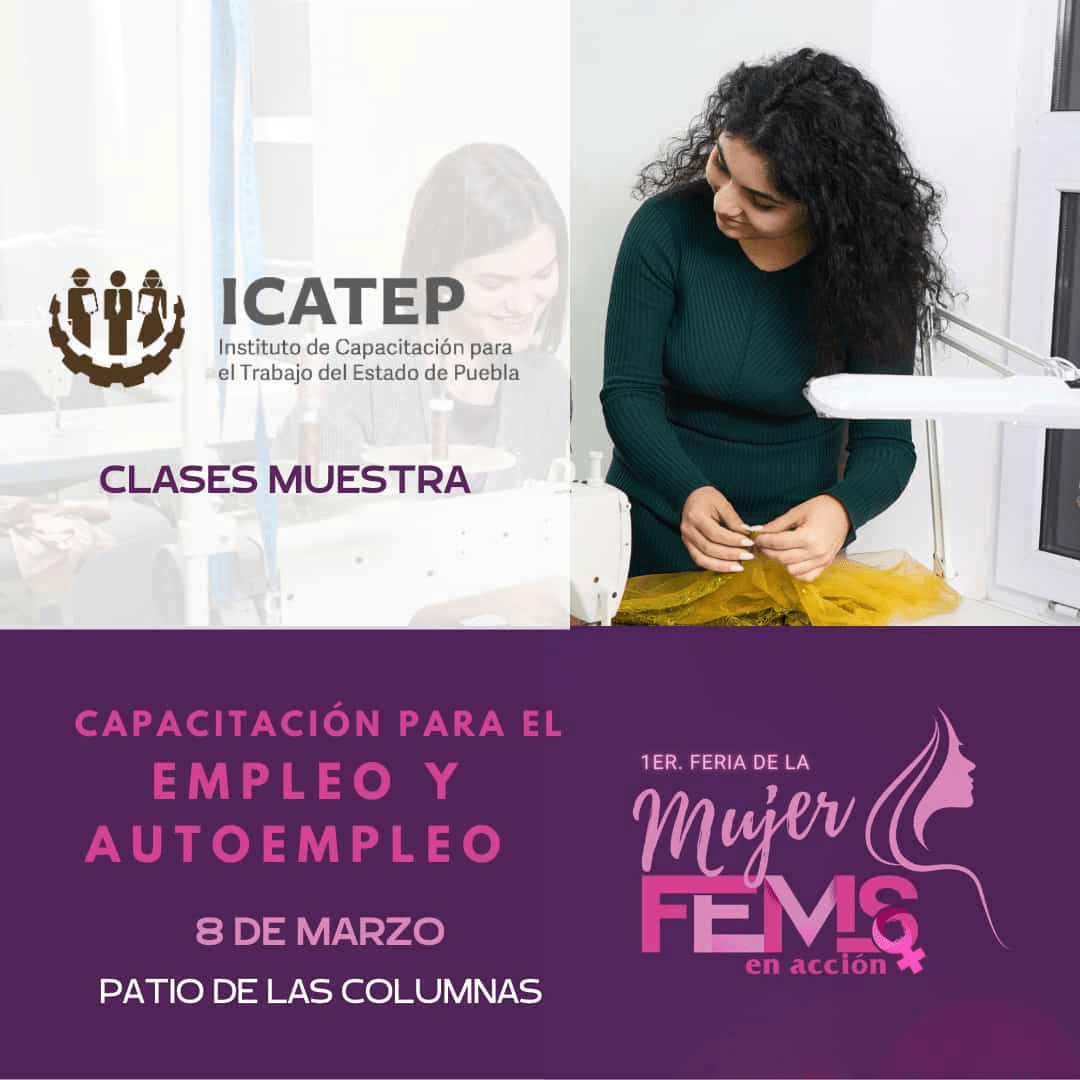 ICATEP
Instituto de Capacitación para
el Trabajo del Estado de Puebla
CLASES MUESTRA
CAPACITACIÓN PARA EL
EMPLEO Y
AUTOEMPLEO
8 DE MARZO
PATIO DE LAS COLUMNAS
1ER. FERIA DE LA
Mujer
FEMS
en acción